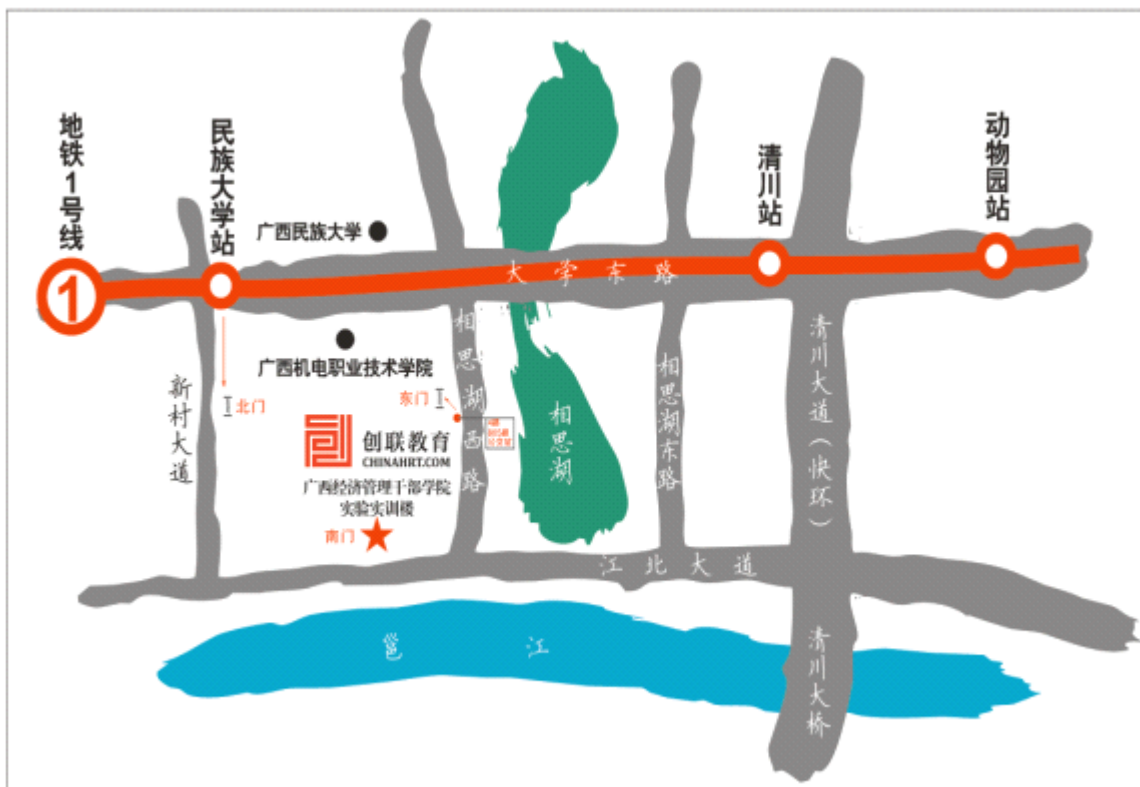 地铁1号线
民族大学站
清川站
动物园站
广西民族大学
1
大学东路
广西机电职业技术学院
相思湖西路
相思湖
相思湖东路
清川大道(快环)
新村大道
北门
东门
创联教育
CHINAHRT.COM
广西经济管理干部学院
实验实训楼
南门
江北大道
邕江
清川大桥